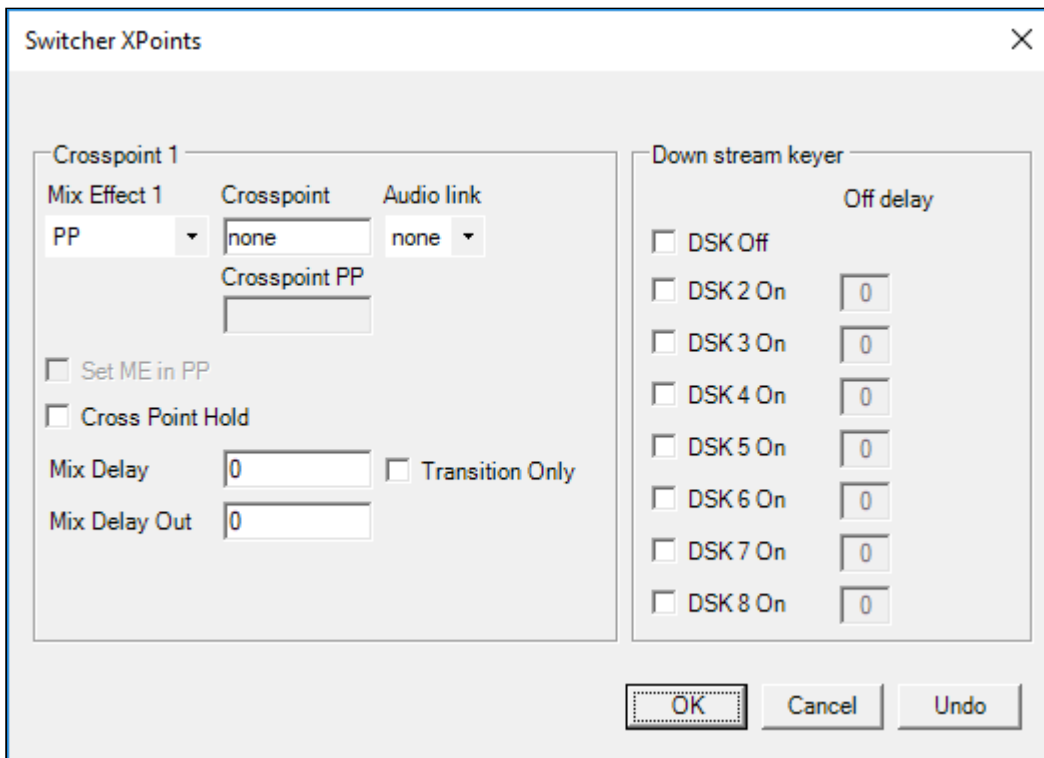 Switcher XPoints
Crosspoint 1
Mix Effect 1 Crosspoint Audio link
PP none none
Crosspoint PP
Set ME in PP
Cross Point Hold
Mix Delay 0 Transition Only
Mix Delay Out 0
Down stream keyer
Off delay
DSK Off
DSK 2 On 0
DSK 3 On 0
DSK 4 On 0
DSK 5 On 0
DSK 6 On 0
DSK 7 On 0
DSK 8 On 0
OK Cancel Undo